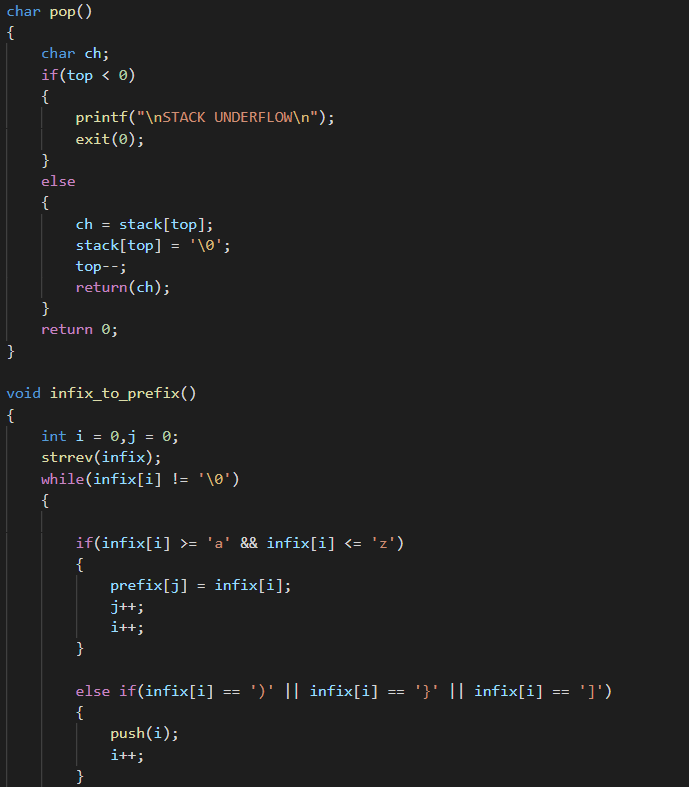 char pop()
{
    char ch;
    if(top < 0)
    {
        printf("\nSTACK UNDERFLOW\n");
        exit(0);
    }
    else
    {
        ch = stack[top];
        stack[top] = '\0';
        top--;
        return(ch);
    }
    return 0;
}

void infix_to_prefix()
{
    int i = 0,j = 0;
    strrev(infix);
    while(infix[i] != '\0')
    {

        if(infix[i] >= 'a' && infix[i] <= 'z')
        {
            prefix[j] = infix[i];
            j++;
            i++;
        }

        else if(infix[i] == ')' || infix[i] == '}' || infix[i] == ']')
        {
            push(i);
            i++;
        }